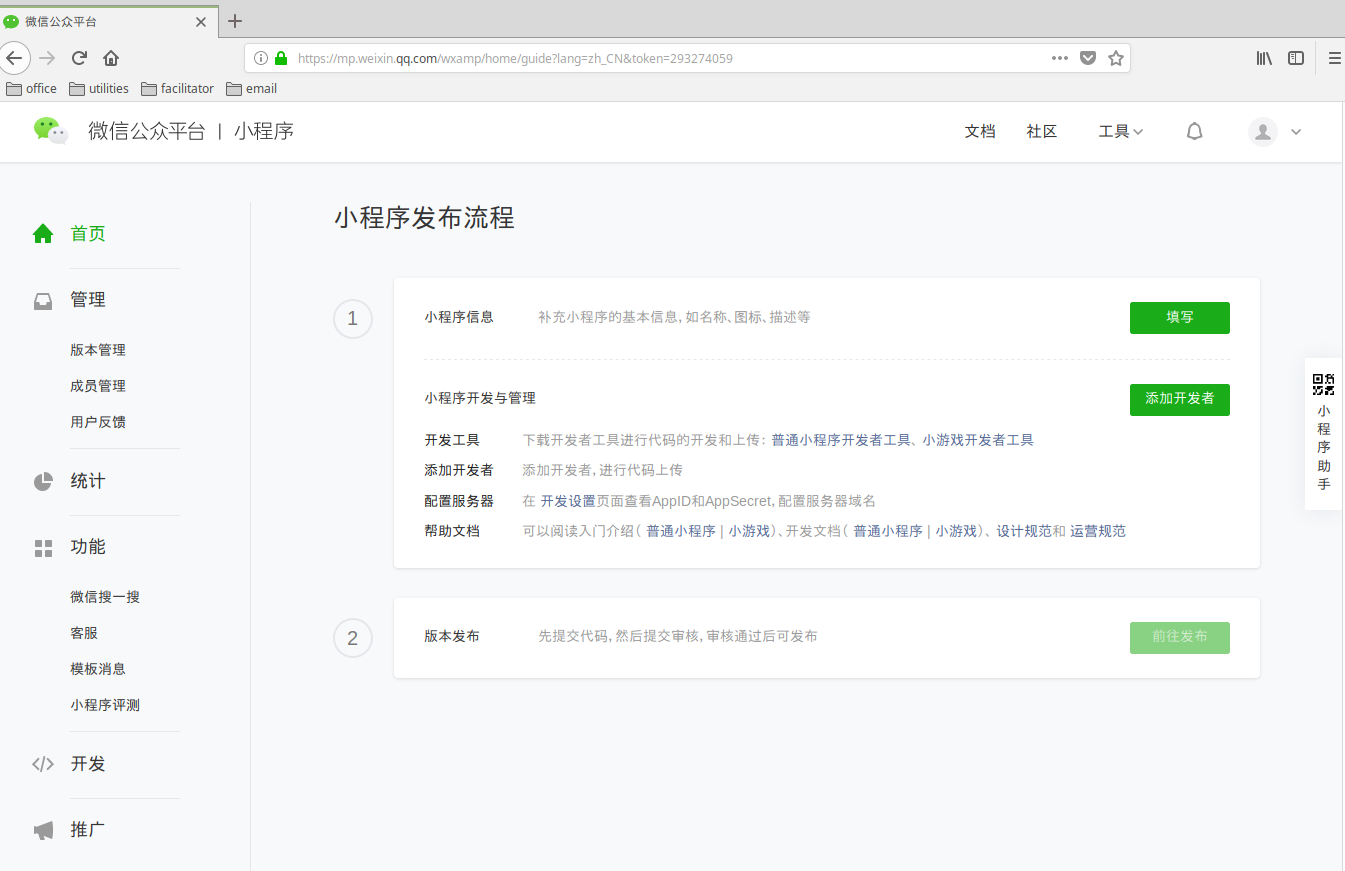 微信公众平台
https://mp.weixin.qq.com/wxamp/home/guide?lang=zh_CN&token=293274059
office utilities facilitator email
微信公众平台 | 小程序
文档 社区 工具
首页
管理
版本管理
成员管理
用户反馈
统计
功能
微信搜一搜
客服
模板消息
小程序评测
开发
推广
小程序发布流程
1
小程序信息 补充小程序的基本信息，如名称、图标、描述等 填写
小程序开发与管理 添加开发者
开发工具 下载开发者工具进行代码的开发和上传：普通小程序开发者工具、小游戏开发者工具
添加开发者 添加开发者，进行代码上传
配置服务器 在 开发设置页面查看AppID和AppSecret，配置服务器域名
帮助文档 可以阅读入门介绍（ 普通小程序 | 小游戏）、开发文档（ 普通小程序 | 小游戏）、设计规范和 运营规范
2
版本发布 先提交代码，然后提交审核，审核通过后可发布 前往发布
小程序助手